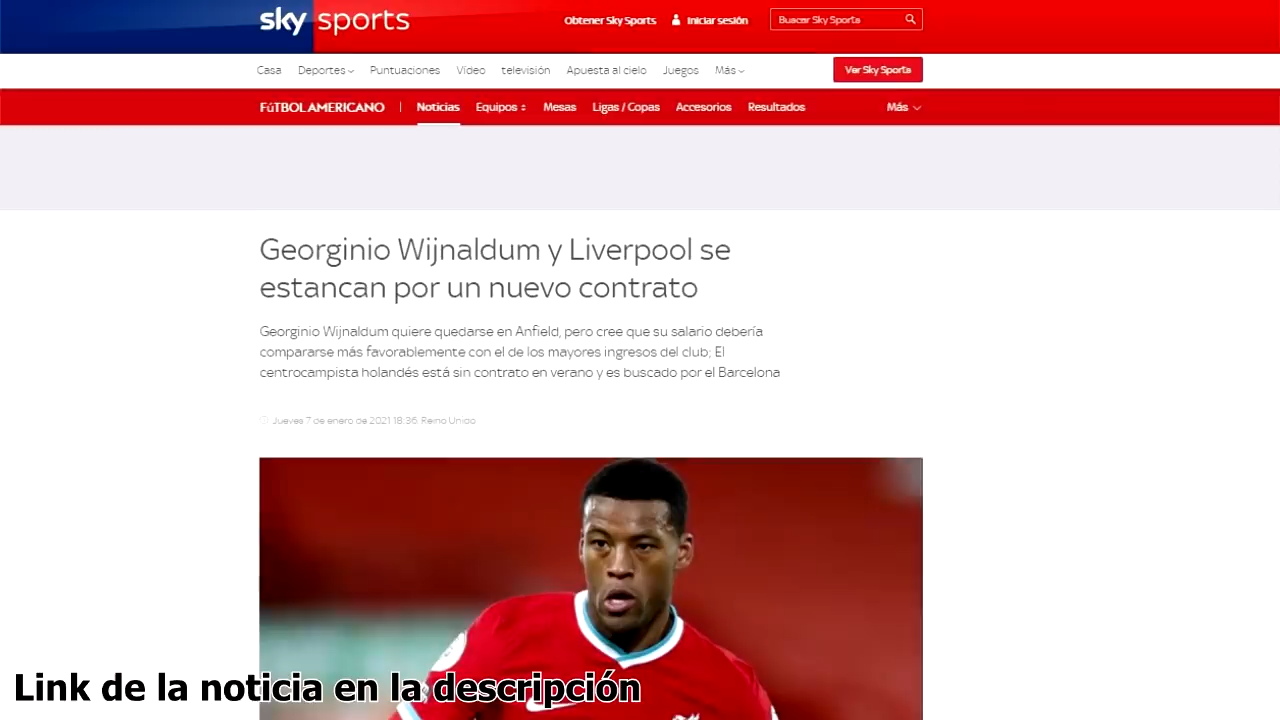 sky sports
Obtener Sky Sports Iniciar sesión Buscar Sky Sports
Casa Deportes Puntuaciones Vídeo televisión Apuesta al cielo Juegos Más Ver Sky Sports
FúTBOL AMERICANO | Noticias Equipos Mesas Ligas / Copas Accesorios Resultados Más
Georginio Wijnaldum y Liverpool se
estancan por un nuevo contrato
Georginio Wijnaldum quiere quedarse en Anfield, pero cree que su salario debería
compararse más favorablemente con el de los mayores ingresos del club; El
centrocampista holandés está sin contrato en verano y es buscado por el Barcelona
Jueves 7 de enero de 2021 18:36, Reino Unido
Link de la noticia en la descripción